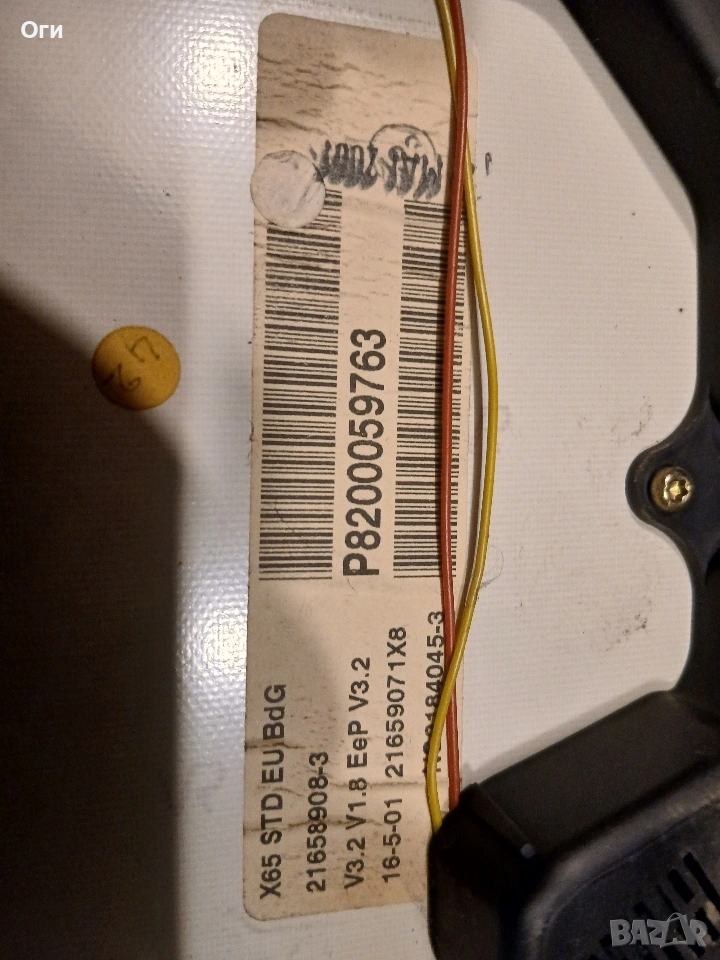 Оги
X65 STD EU BdG
21658908-3
V3.2 V1.8 EeP V3.2
16-5-01 21659071X8
P8200059763
BAZAR